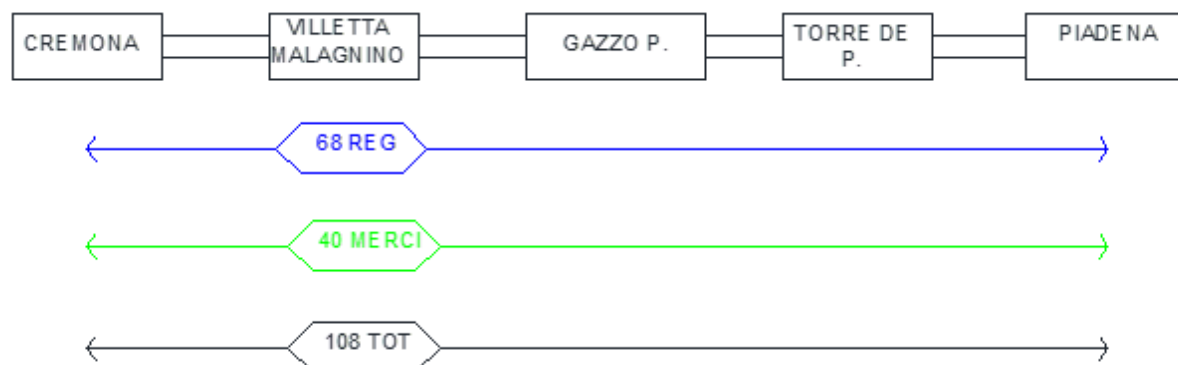 CREMONA
VILLETTA
MALAGNINO
GAZZO P.
TORRE DE
P.
PIADENA
68 REG
40 MERCI
108 TOT